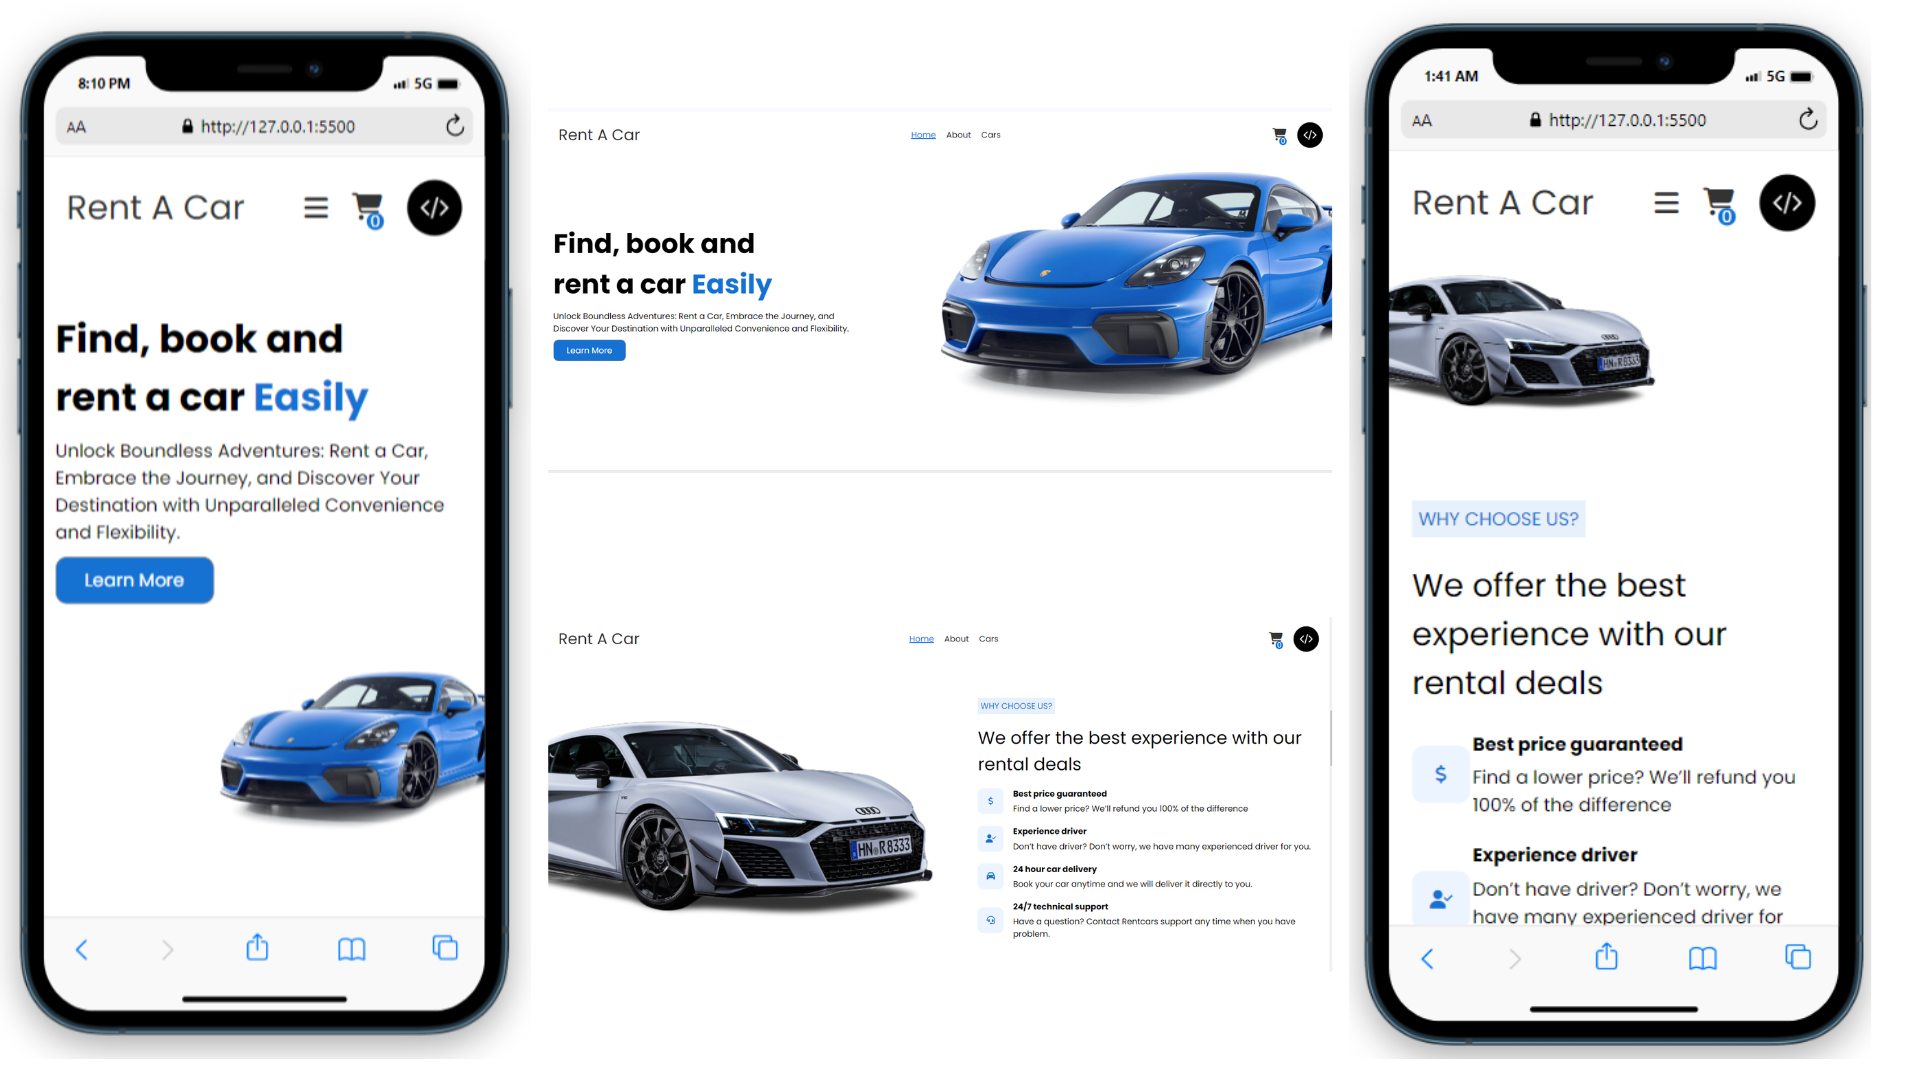 8:10 PM
5G
AA
http://127.0.0.1:5500
Rent A Car
0
</>
Find, book and
rent a car Easily
Unlock Boundless Adventures: Rent a Car,
Embrace the Journey, and Discover Your
Destination with Unparalleled Convenience
and Flexibility.
Learn More
Rent A Car
Home About Cars
0
</>
Find, book and
rent a car Easily
Unlock Boundless Adventures: Rent a Car, Embrace the Journey, and
Discover Your Destination with Unparalleled Convenience and Flexibility.
Learn More
Rent A Car
Home About Cars
0
</>
HN R 8333
WHY CHOOSE US?
We offer the best experience with our
rental deals
$
Best price guaranteed
Find a lower price? We'll refund you 100% of the difference
Experience driver
Don't have driver? Don't worry, we have many experienced driver for you.
24 hour car delivery
Book your car anytime and we will deliver it directly to you.
24/7 technical support
Have a question? Contact Rentcars support any time when you have
problem.
1:41 AM
5G
AA
http://127.0.0.1:5500
Rent A Car
0
</>
HN R 8333
WHY CHOOSE US?
We offer the best
experience with our
rental deals
$
Best price guaranteed
Find a lower price? We'll refund you
100% of the difference
Experience driver
Don't have driver? Don't worry, we
have many experienced driver for